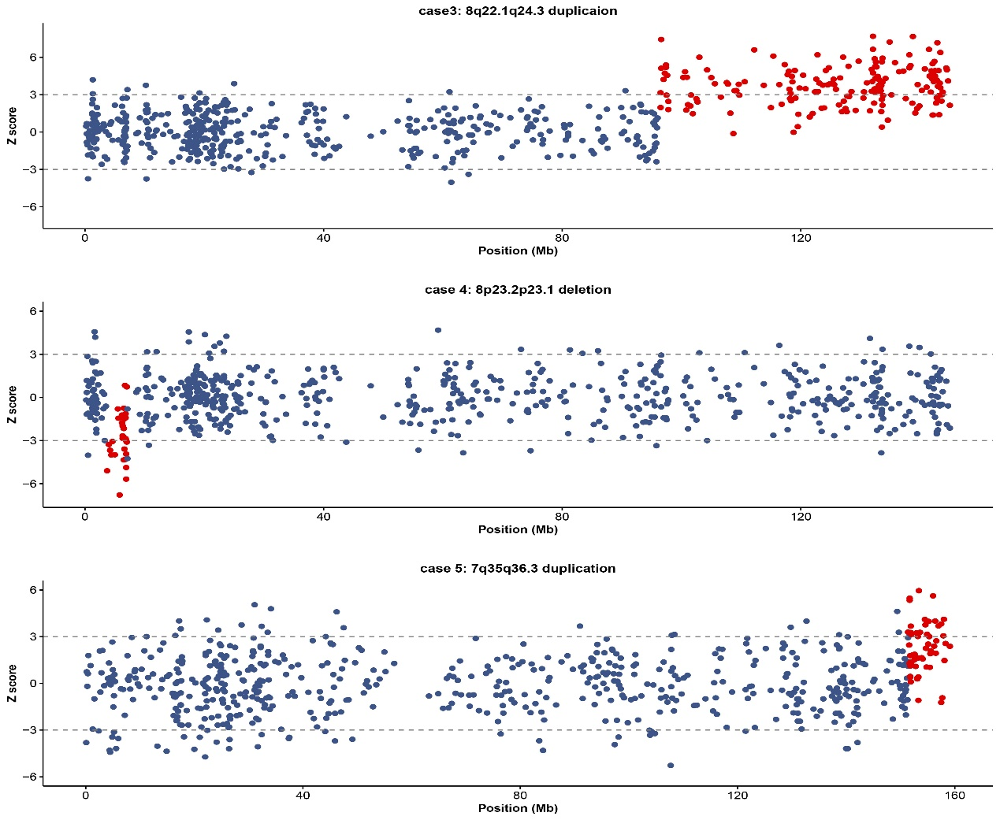 case3: 8q22.1q24.3 duplicaion
Z score
6
3
0
−3
−6
0 40 80 120
Position (Mb)
case 4: 8p23.2p23.1 deletion
Z score
6
3
0
−3
−6
0 40 80 120
Position (Mb)
case 5: 7q35q36.3 duplication
Z score
6
3
0
−3
−6
0 40 80 120 160
Position (Mb)